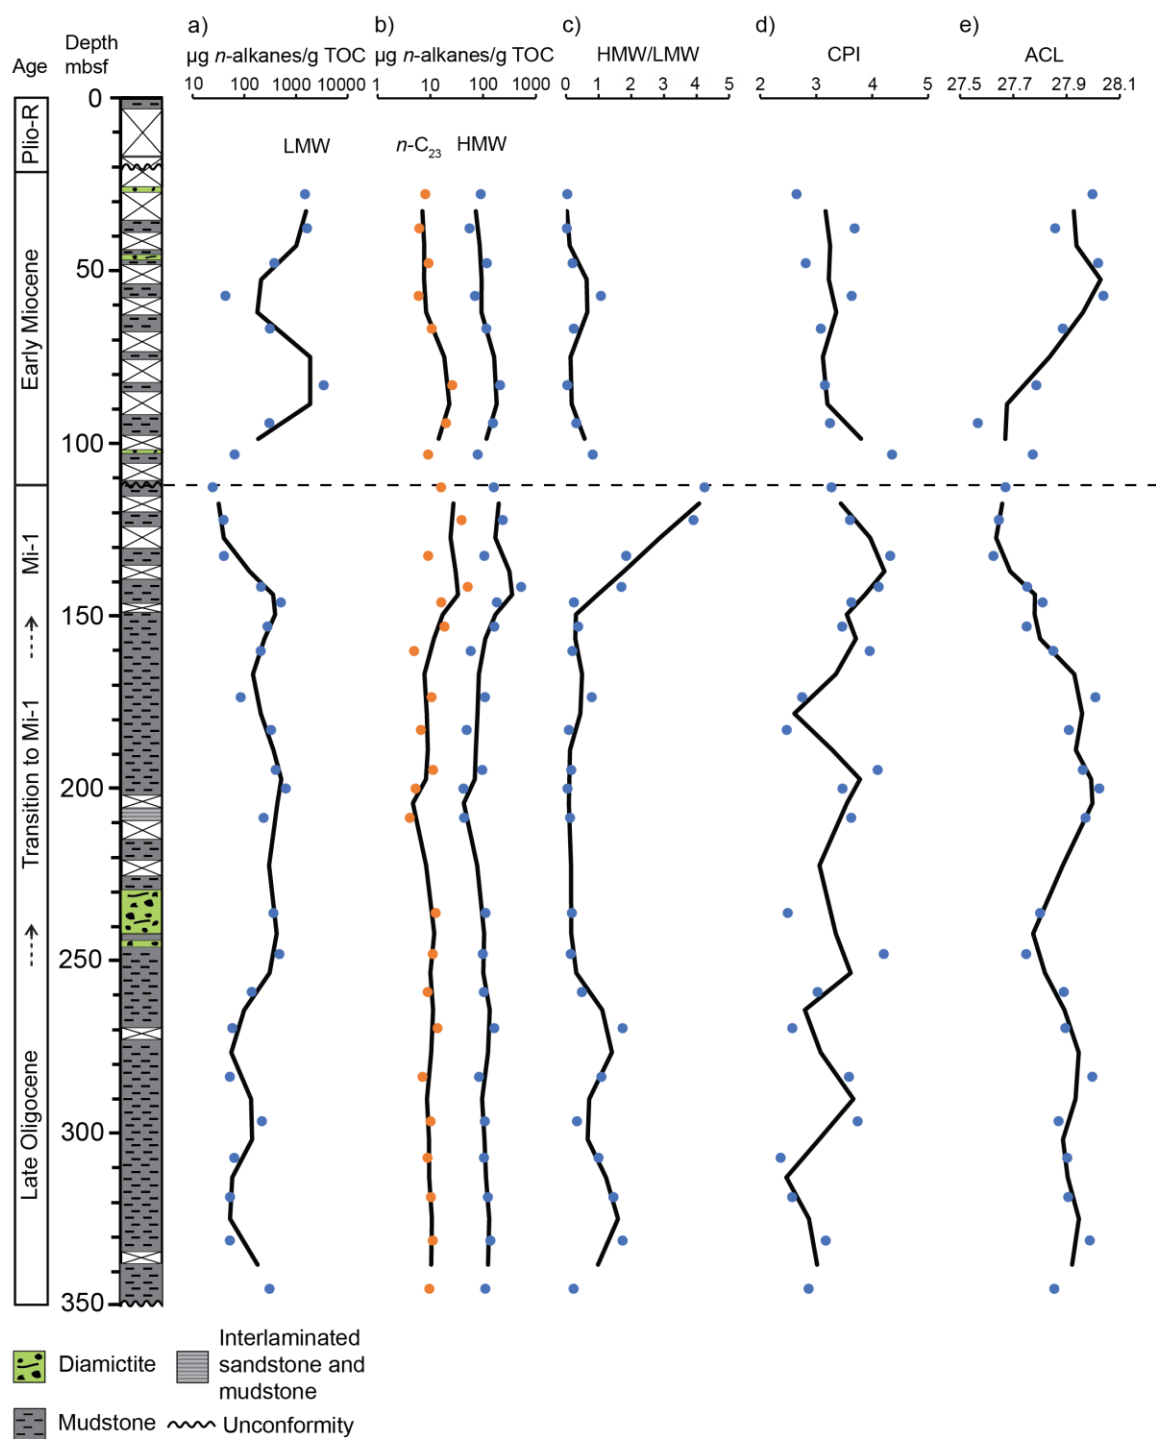 a) b) c) d) e)
Age Depth mbsf µg n-alkanes/g TOC µg n-alkanes/g TOC HMW/LMW CPI ACL
10 100 1000 10000 1 10 100 1000 0 1 2 3 4 5 2 3 4 5 27.5 27.7 27.9 28.1
LMW n-C23 HMW
0
50
100
150
200
250
300
350
Plio-R
Early Miocene
Mi-1
Transition to Mi-1
Late Oligocene
Diamictite
Interlaminated
sandstone and
mudstone
Mudstone
Unconformity